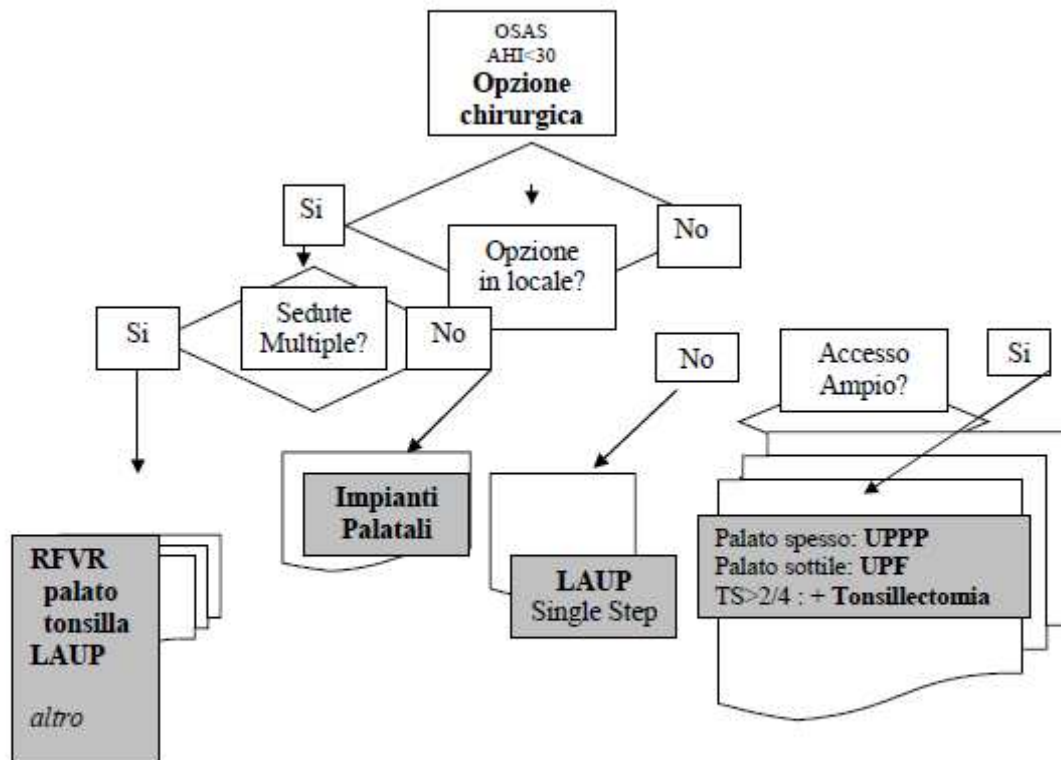 OSAS
AHI<30
Opzione
chirurgica
Si
No
Opzione
in locale?
Si
Sedute
Multiple?
No
No
Accesso
Ampio?
Si
Impianti
Palatali
RFVR
palato
tonsilla
LAUP
altro
LAUP
Single Step
Palato spesso: UPPP
Palato sottile: UPF
TS>2/4 : + Tonsillectomia